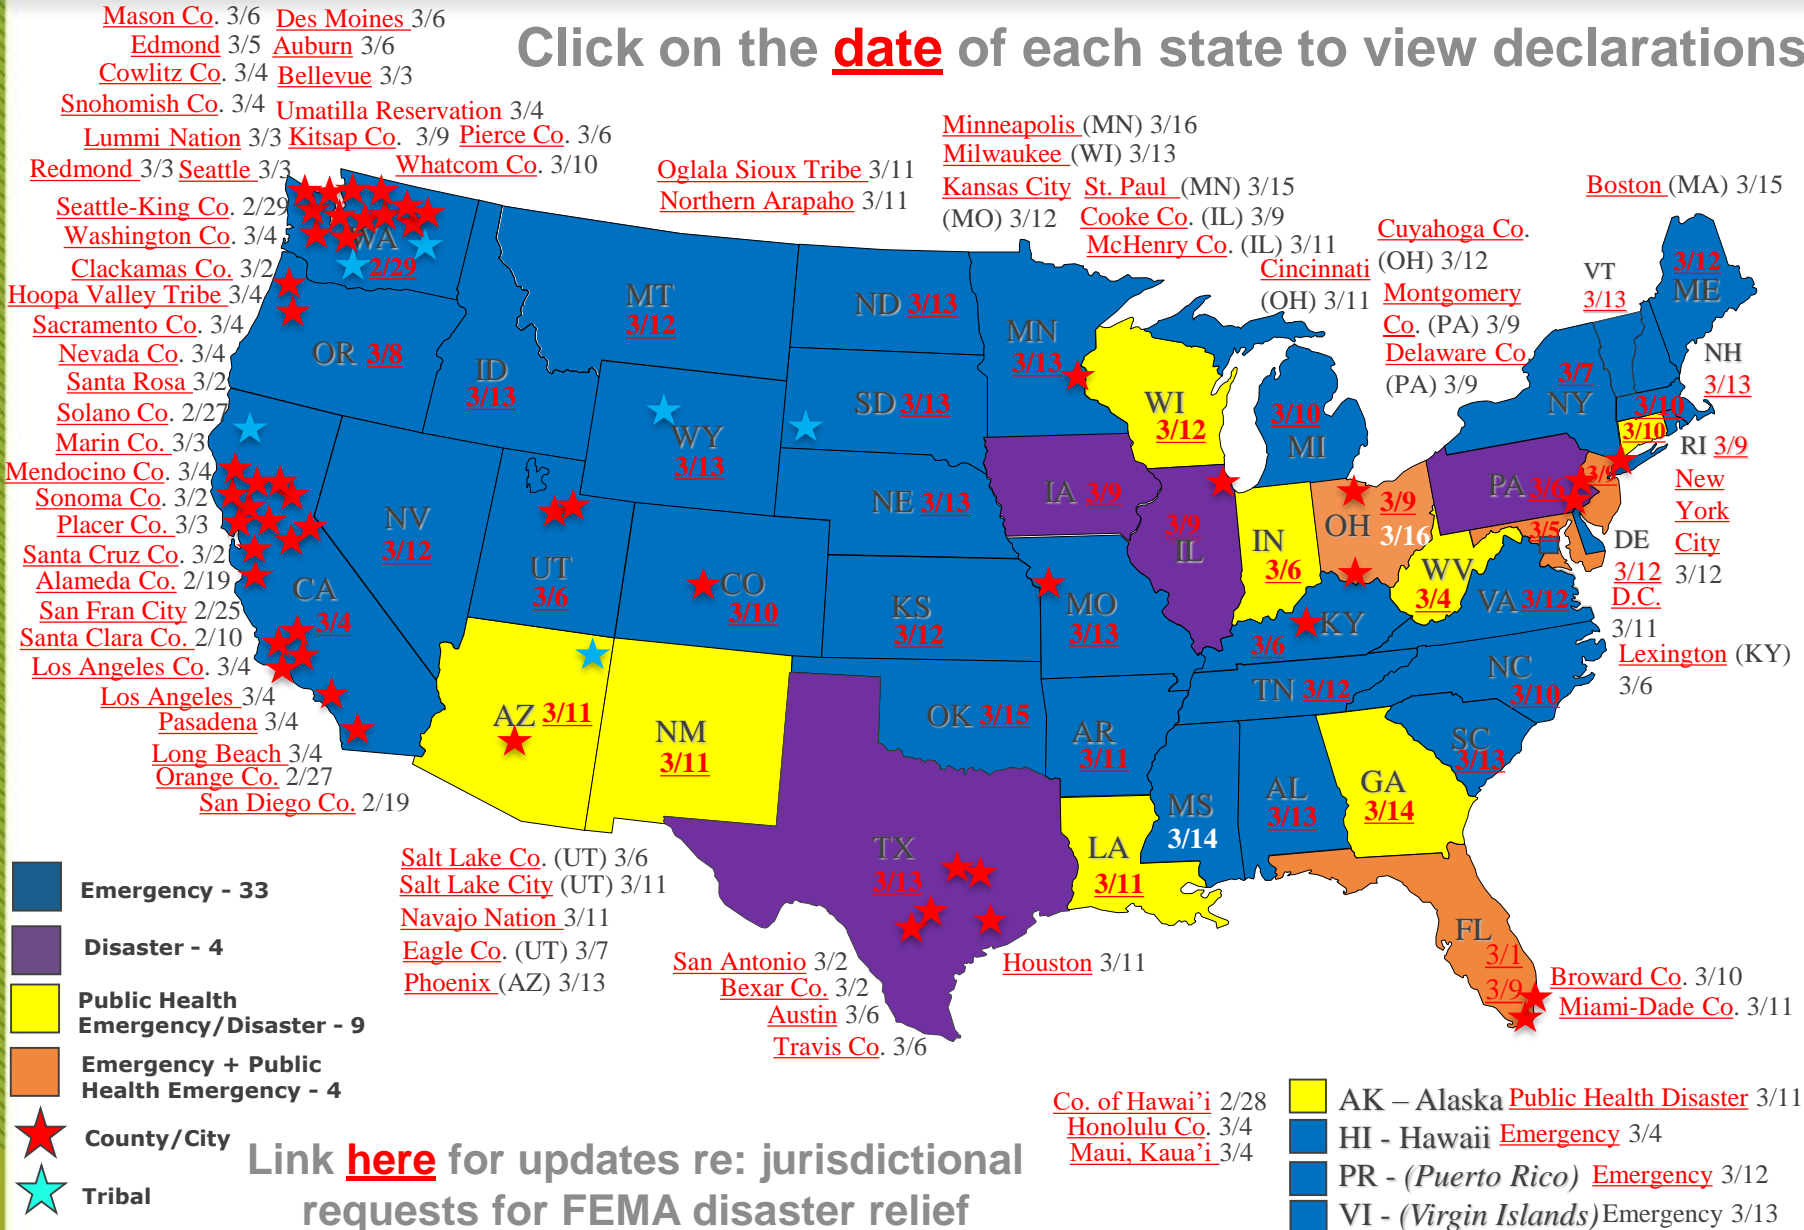 Click on the date of each state to view declarations
Mason Co. 3/6 Des Moines 3/6
Edmond 3/5 Auburn 3/6
Cowlitz Co. 3/4 Bellevue 3/3
Snohomish Co. 3/4 Umatilla Reservation 3/4
Lummi Nation 3/3 Kitsap Co. 3/9 Pierce Co. 3/6
Redmond 3/3 Seattle 3/3 Whatcom Co. 3/10
Seattle-King Co. 2/29
Washington Co. 3/4
Clackamas Co. 3/2
Hoopa Valley Tribe 3/4
Sacramento Co. 3/4
Nevada Co. 3/4
Santa Rosa 3/2
Solano Co. 2/27
Marin Co. 3/3
Mendocino Co. 3/4
Sonoma Co. 3/2
Placer Co. 3/3
Santa Cruz Co. 3/2
Alameda Co. 2/19
San Fran City 2/25
Santa Clara Co. 2/10
Los Angeles Co. 3/4
Los Angeles 3/4
Pasadena 3/4
Long Beach 3/4
Orange Co. 2/27
San Diego Co. 2/19
Oglala Sioux Tribe 3/11
Northern Arapaho 3/11
Minneapolis (MN) 3/16
Milwaukee (WI) 3/13
Kansas City
(MO) 3/12
St. Paul (MN) 3/15
Cooke Co. (IL) 3/9
McHenry Co. (IL) 3/11
Cincinnati
(OH) 3/11
Cuyahoga Co.
(OH) 3/12
Montgomery
Co. (PA) 3/9
Delaware Co.
(PA) 3/9
Boston (MA) 3/15
VT
3/13
3/12
ME
NH
3/13
3/7
NY
3/10
3/10
RI 3/9
New
York
City
3/12
DE
3/12
D.C.
3/11
Lexington (KY)
3/6
WA
2/29
OR 3/8
ID
3/13
MT
3/12
ND 3/13
MN
3/13
WI
3/12
3/10
MI
SD 3/13
WY
3/13
NE 3/13
IA 3/9
3/9
IL
IN
3/6
OH
3/9
3/16
PA 3/6
3/9
3/5
WV
3/4
VA 3/12
NV
3/12
UT
3/6
CO
3/10
KS
3/12
MO
3/13
KY
3/6
CA
3/4
AZ 3/11
NM
3/11
OK 3/15
AR
3/11
TN 3/12
NC
3/10
SC
3/13
MS
3/14
AL
3/13
GA
3/14
LA
3/11
TX
3/13
FL
3/1
3/9
Salt Lake Co. (UT) 3/6
Salt Lake City (UT) 3/11
Navajo Nation 3/11
Eagle Co. (UT) 3/7
Phoenix (AZ) 3/13
San Antonio 3/2
Bexar Co. 3/2
Austin 3/6
Travis Co. 3/6
Houston 3/11
Broward Co. 3/10
Miami-Dade Co. 3/11
Emergency - 33
Disaster - 4
Public Health
Emergency/Disaster - 9
Emergency + Public
Health Emergency - 4
County/City
Tribal
Link here for updates re: jurisdictional
requests for FEMA disaster relief
Co. of Hawai’i 2/28
Honolulu Co. 3/4
Maui, Kaua’i 3/4
AK – Alaska Public Health Disaster 3/11
HI - Hawaii Emergency 3/4
PR - (Puerto Rico) Emergency 3/12
VI - (Virgin Islands) Emergency 3/13